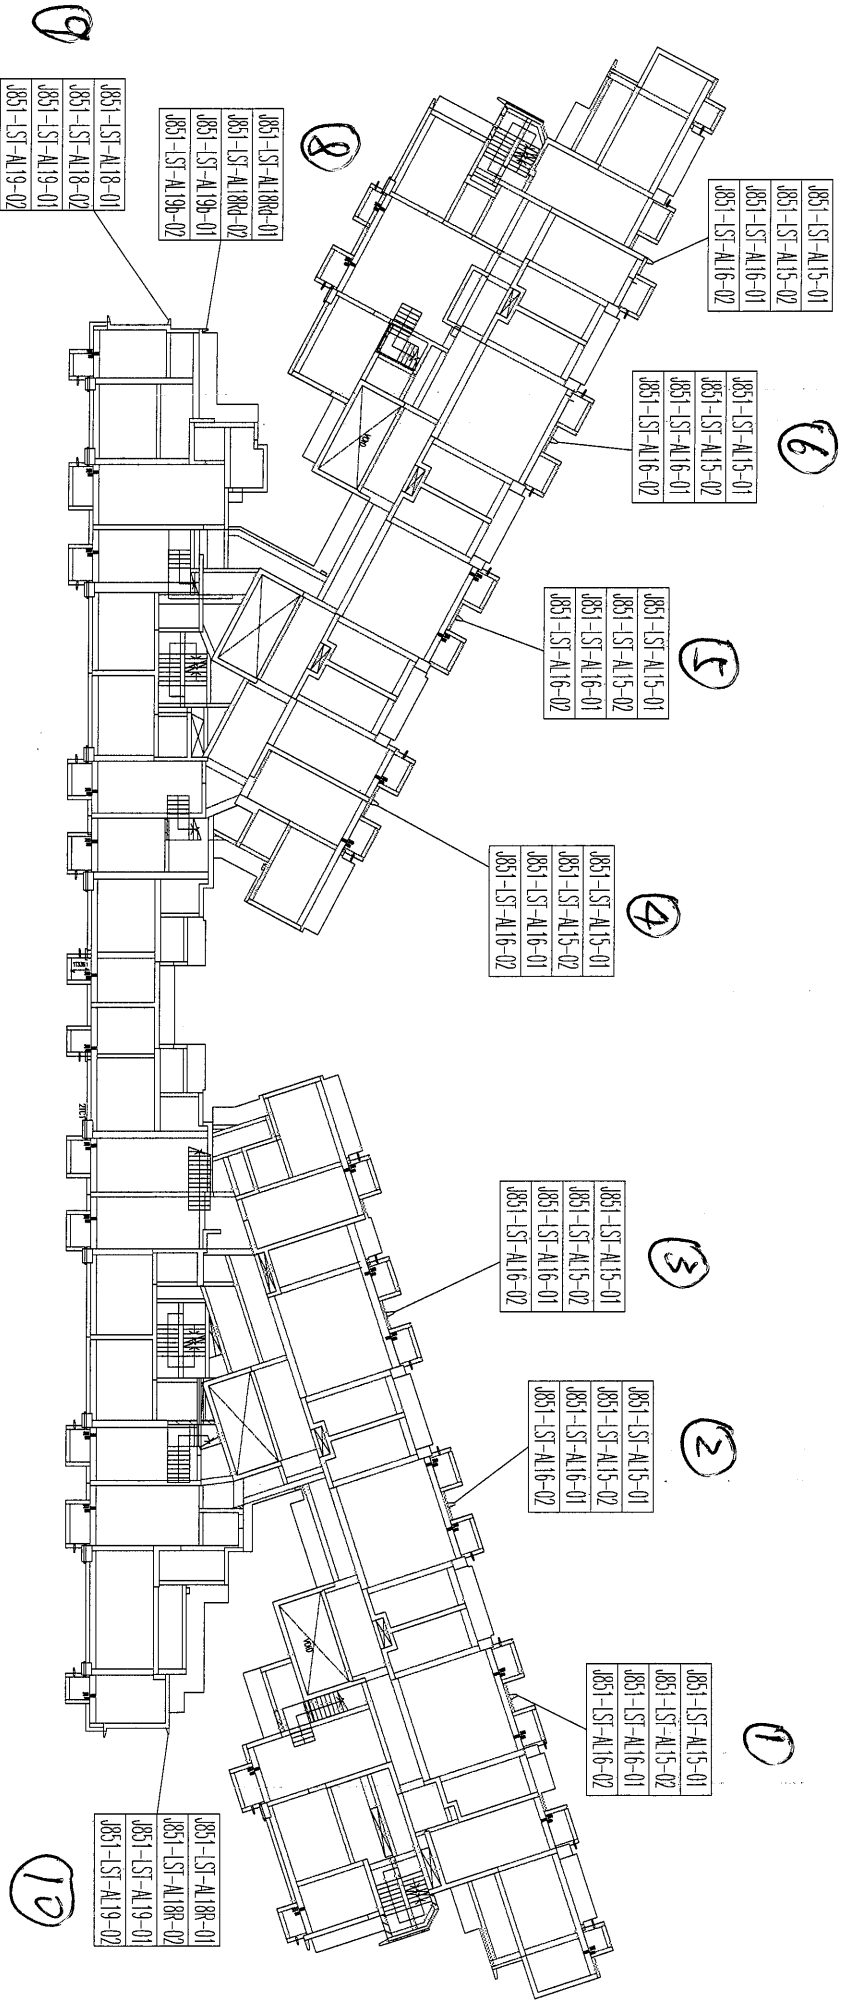 J851-LST-AL15-01
J851-LST-AL15-02
J851-LST-AL16-01
J851-LST-AL16-02
6
J851-LST-AL15-01
J851-LST-AL15-02
J851-LST-AL16-01
J851-LST-AL16-02
5
J851-LST-AL15-01
J851-LST-AL15-02
J851-LST-AL16-01
J851-LST-AL16-02
4
J851-LST-AL15-01
J851-LST-AL15-02
J851-LST-AL16-01
J851-LST-AL16-02
3
J851-LST-AL15-01
J851-LST-AL15-02
J851-LST-AL16-01
J851-LST-AL16-02
2
J851-LST-AL15-01
J851-LST-AL15-02
J851-LST-AL16-01
J851-LST-AL16-02
1
J851-LST-AL15-01
J851-LST-AL15-02
J851-LST-AL16-01
J851-LST-AL16-02
VOID
VOID
8
J851-LST-AL18Rd-01
J851-LST-AL18Rd-02
J851-LST-AL19b-01
J851-LST-AL19b-02
9
J851-LST-AL18-01
J851-LST-AL18-02
J851-LST-AL19-01
J851-LST-AL19-02
J851-LST-AL18R-01
J851-LST-AL18R-02
J851-LST-AL19-01
J851-LST-AL19-02
10